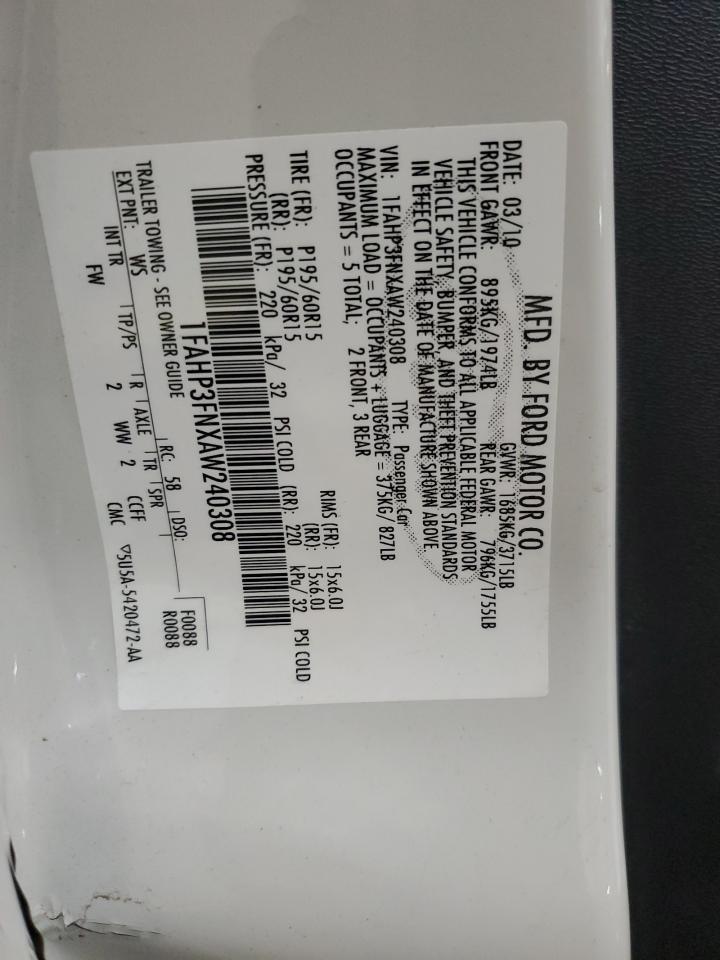 MFD. BY FORD MOTOR CO.
DATE: 03/10 GVWR: 1685KG/3715LB
FRONT GAWR: 895KG/1974LB REAR GAWR: 796KG/1755LB
THIS VEHICLE CONFORMS TO ALL APPLICABLE FEDERAL MOTOR
VEHICLE SAFETY, BUMPER, AND THEFT PREVENTION STANDARDS
IN EFFECT ON THE DATE OF MANUFACTURE SHOWN ABOVE.
VIN: 1FAHP3FNXAW240308 TYPE: Passenger Car
MAXIMUM LOAD = OCCUPANTS + LUGGAGE = 375KG/ 827LB
OCCUPANTS = 5 TOTAL; 2 FRONT, 3 REAR
TIRE (FR): P195/60R15 RIMS (FR): 15x6.0J
(RR): P195/60R15 (RR): 15x6.0J
PRESSURE (FR): 220 kPa/ 32 PSI COLD (RR): 220 kPa/ 32 PSI COLD
1FAHP3FNXAW240308
TRAILER TOWING - SEE OWNER GUIDE F0088
EXT PNT: WS RC: 58 DSO: R0088
INT TR TP/PS R AXLE TR SPR
FW 2 WW 2 CCFF
CMC ▽5U5A-5420472-AA